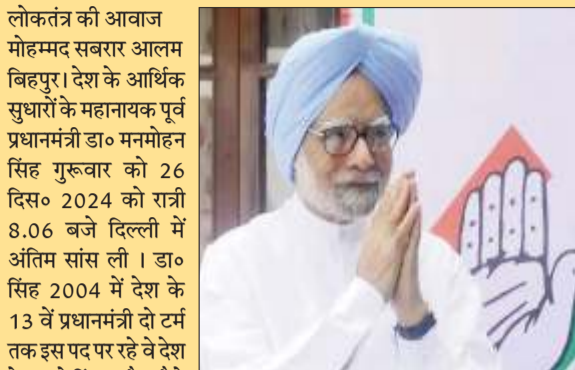 लोकतंत्र की आवाज
मोहम्मद सबरार आलम
बिहपुर। देश के आर्थिक
सुधारों के महानायक पूर्व
प्रधानमंत्री डा० मनमोहन
सिंह गुरूवार को 26
दिस० 2024 को रात्री
8.06 बजे दिल्ली में
अंतिम सांस ली । डा०
सिंह 2004 में देश के
13 वें प्रधानमंत्री दो टर्म
तक इस पद पर रहे वे देश